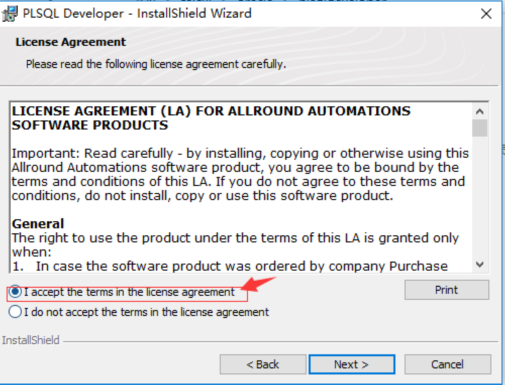 PLSQL Developer - InstallShield Wizard
License Agreement
Please read the following license agreement carefully.
LICENSE AGREEMENT (LA) FOR ALLROUND AUTOMATIONS
SOFTWARE PRODUCTS
Important: Read carefully - by installing, copying or otherwise using this
Allround Automations software product, you agree to be bound by the
terms and conditions of this LA. If you do not agree to these terms and
conditions, do not install, copy or use this software product.
General
The right to use the product under the terms of this LA is granted only
when:
1. In case the software product was ordered by company Purchase
I accept the terms in the license agreement
Print
I do not accept the terms in the license agreement
InstallShield
< Back
Next >
Cancel